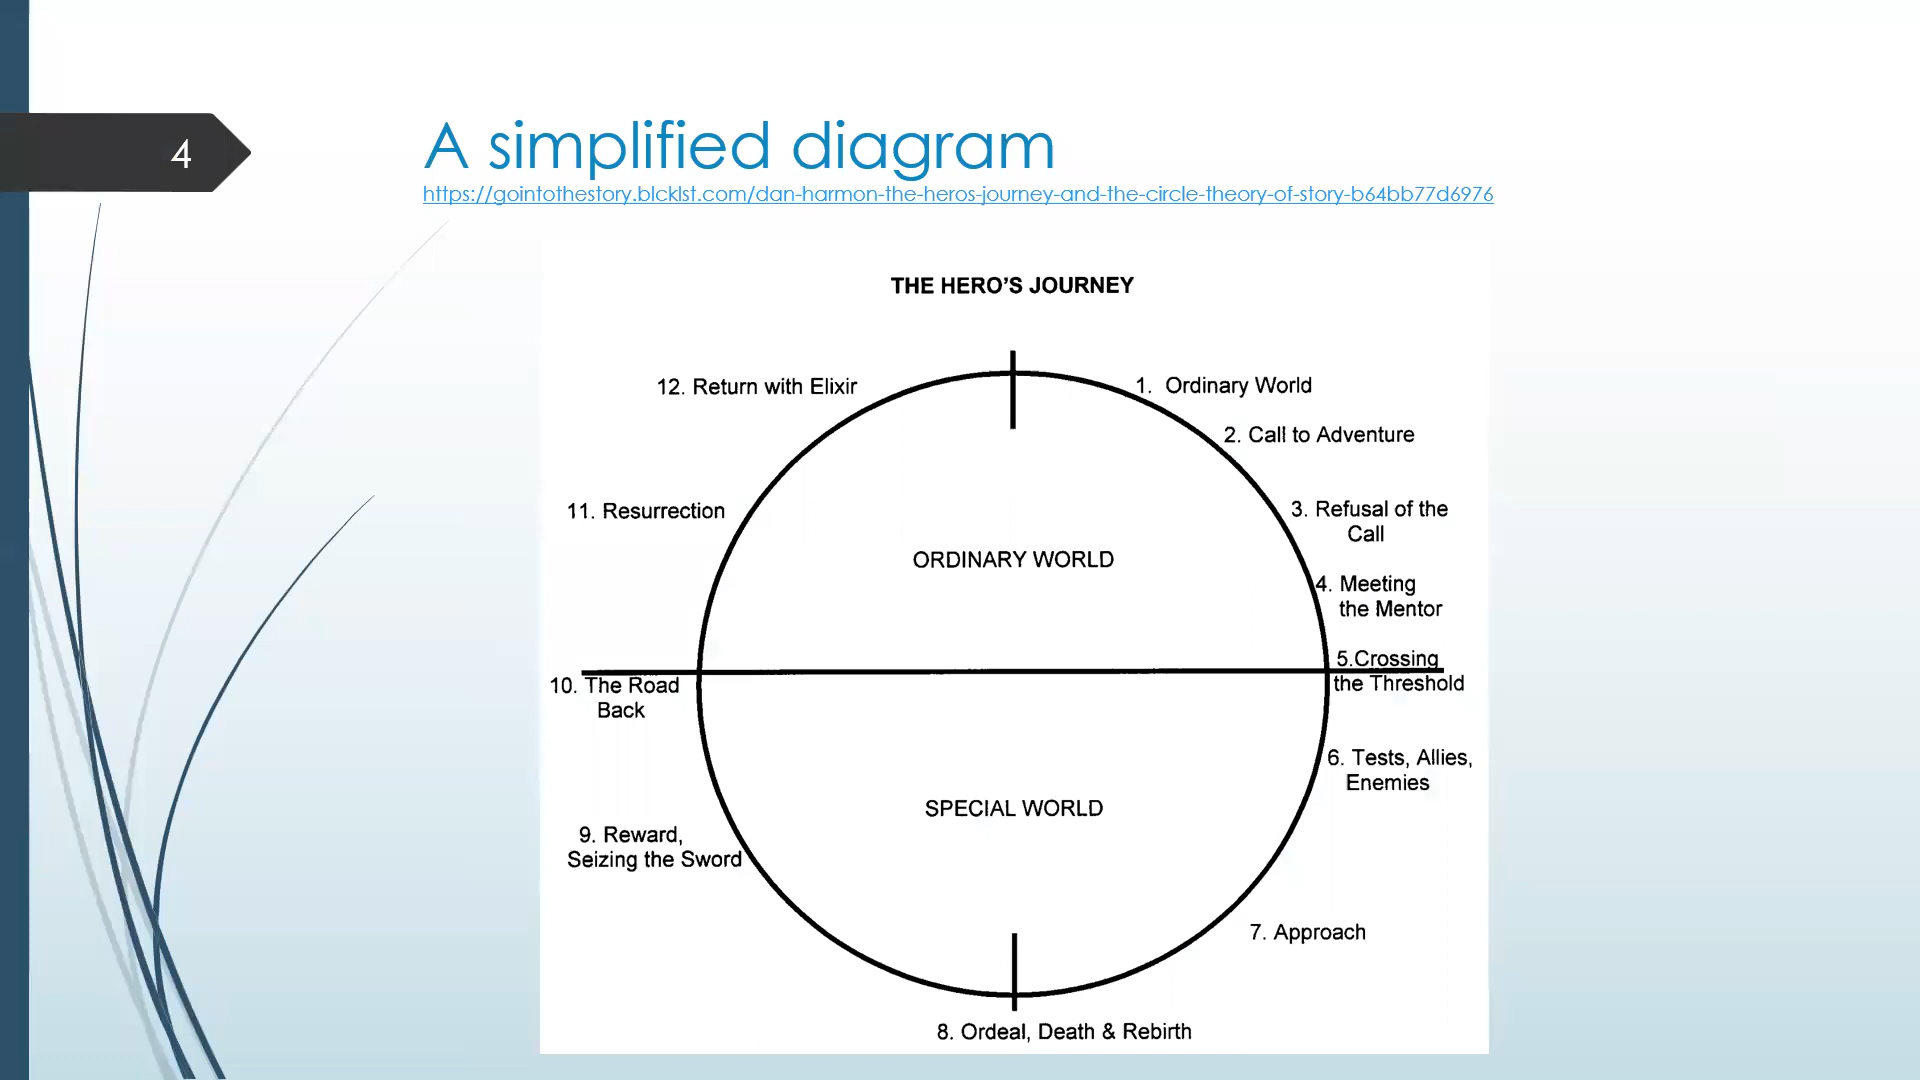 4
A simplified diagram
https://gointothestory.blcklst.com/dan-harmon-the-heros-journey-and-the-circle-theory-of-story-b64bb77d6976
THE HERO'S JOURNEY
1. Ordinary World
2. Call to Adventure
3. Refusal of the
Call
4. Meeting
the Mentor
5.Crossing
the Threshold
6. Tests, Allies,
Enemies
7. Approach
8. Ordeal, Death & Rebirth
9. Reward,
Seizing the Sword
10. The Road
Back
11. Resurrection
12. Return with Elixir
ORDINARY WORLD
SPECIAL WORLD